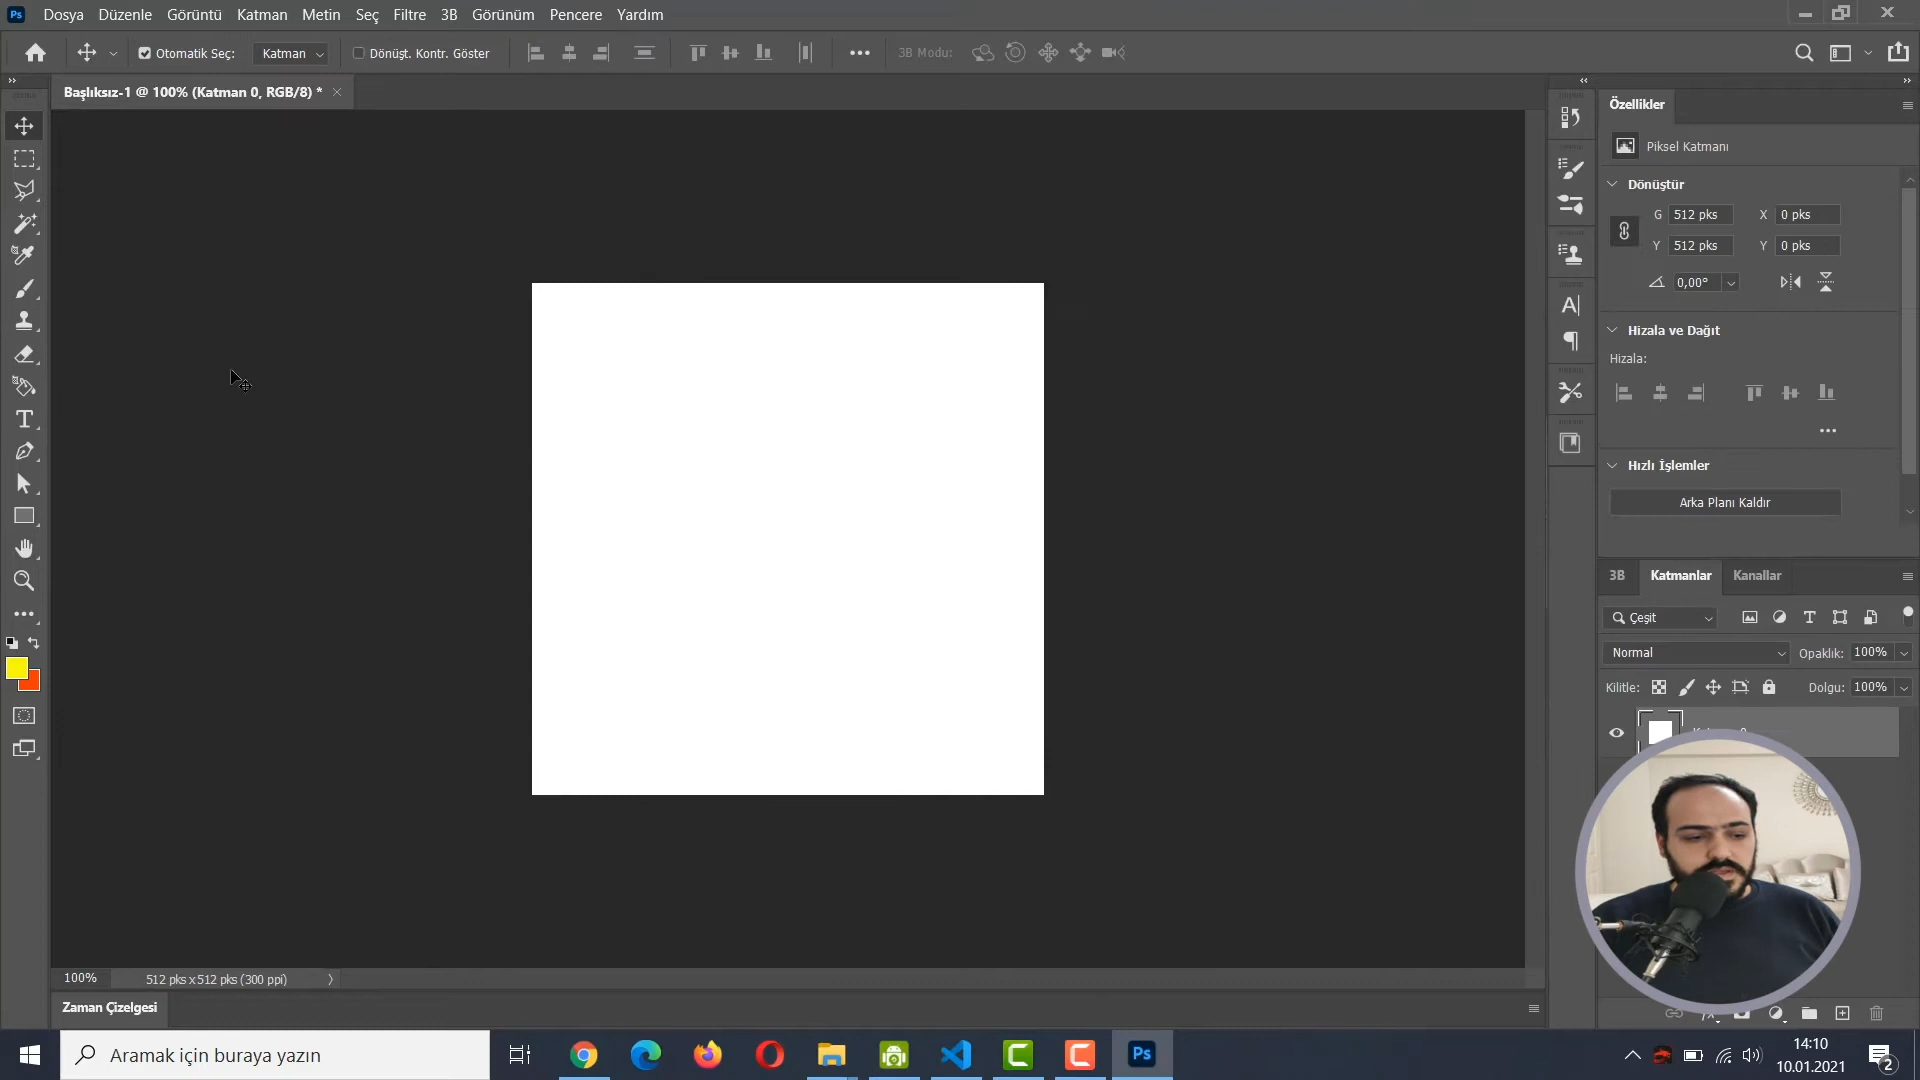 Ps Dosya Düzenle Görüntü Katman Metin Seç Filtre 3B Görünüm Pencere Yardım
Otomatik Seç: Katman Dönüşt. Kontr. Göster 3B Modu:
Başlıksız-1 @ 100% (Katman 0, RGB/8) *
Özellikler
Piksel Katmanı
Dönüştür
G 512 pks X 0 pks
Y 512 pks Y 0 pks
0,00°
Hizala ve Dağıt
Hizala:
Hızlı İşlemler
Arka Planı Kaldır
3B Katmanlar Kanallar
Çeşit
Normal Opaklık: 100%
Kilitle: Dolgu: 100%
100% 512 pks x 512 pks (300 ppi)
Zaman Çizelgesi
Aramak için buraya yazın
Ps
14:10
10.01.2021
2